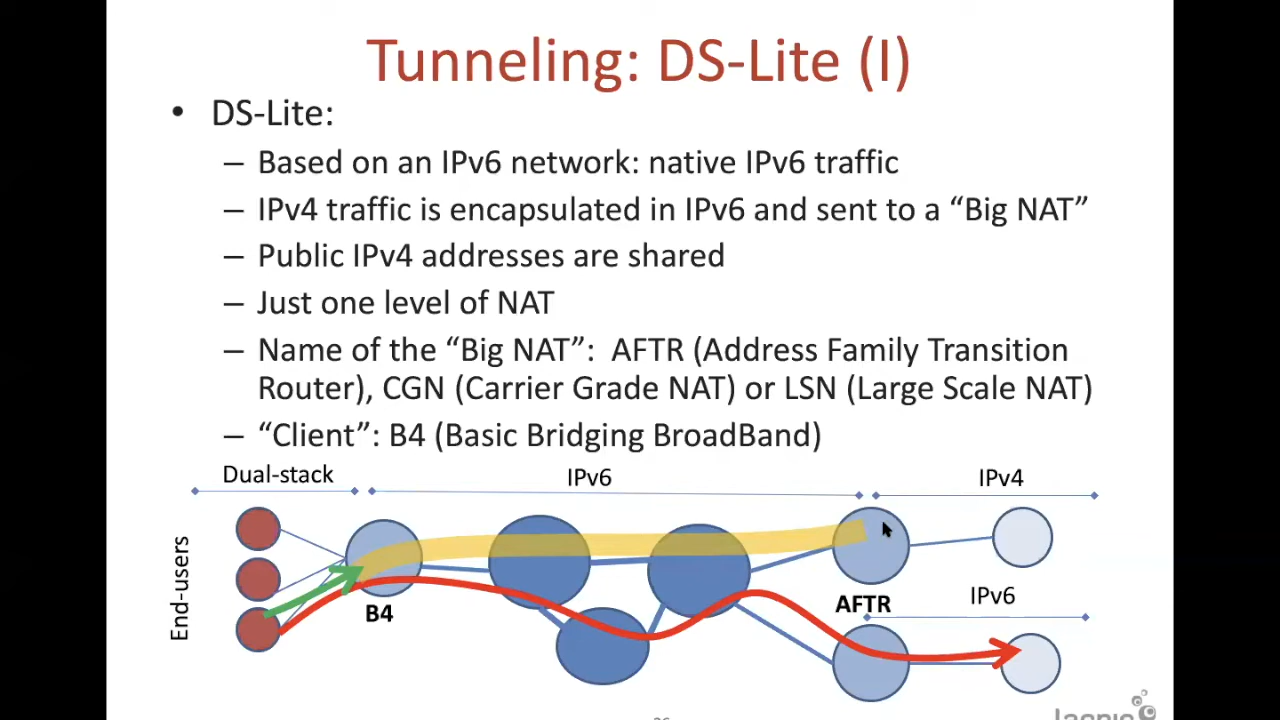 Tunneling: DS-Lite (I)
• DS-Lite:
– Based on an IPv6 network: native IPv6 traffic
– IPv4 traffic is encapsulated in IPv6 and sent to a “Big NAT”
– Public IPv4 addresses are shared
– Just one level of NAT
– Name of the “Big NAT”: AFTR (Address Family Transition
Router), CGN (Carrier Grade NAT) or LSN (Large Scale NAT)
– “Client”: B4 (Basic Bridging BroadBand)
Dual-stack
IPv6
IPv4
End-users
B4
AFTR
IPv6